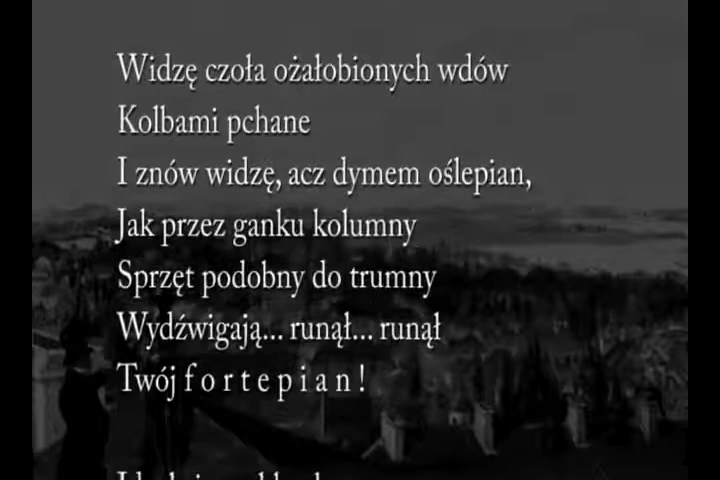 Widzę czoła ożałobionych wdów
Kolbami pchane
I znów widzę, acz dymem oślepian,
Jak przez ganku kolumny
Sprzęt podobny do trumny
Wydźwigają... runął... runął
Twój f o r t e p i a n !